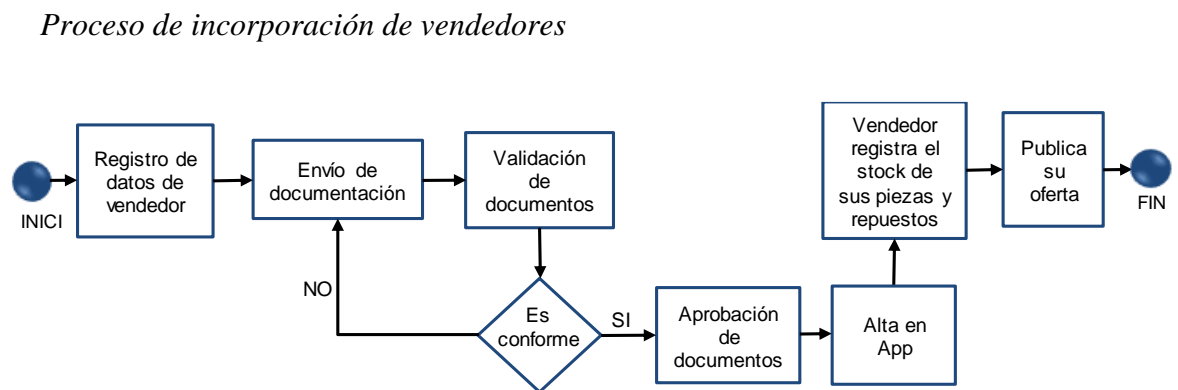 Proceso de incorporación de vendedores
INICI
Registro de
datos de
vendedor
Envío de
documentación
Validación
de
documentos
Es
conforme
NO
SI
Aprobación
de
documentos
Alta en
App
Vendedor
registra el
stock de
sus piezas y
repuestos
Publica
su
oferta
FIN